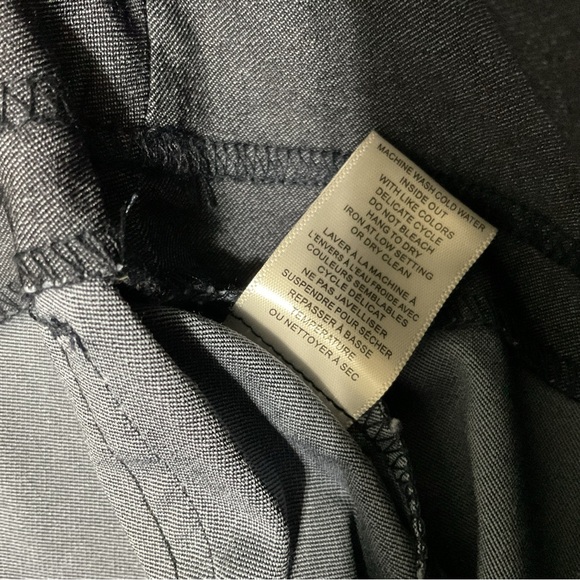 MACHINE WASH COLD WATER
INSIDE OUT
WITH LIKE COLORS
DELICATE CYCLE
DO NOT BLEACH
HANG TO DRY
IRON AT LOW SETTING
OR DRY CLEAN
LAVER À LA MACHINE À
L'ENVERS À L'EAU FROIDE AVEC
COULEURS SEMBLABLES
CYCLE DÉLICAT
NE PAS JAVELLISER
SUSPENDRE POUR SÉCHER
REPASSER À BASSE
TEMPÉRATURE
OU NETTOYER À SEC